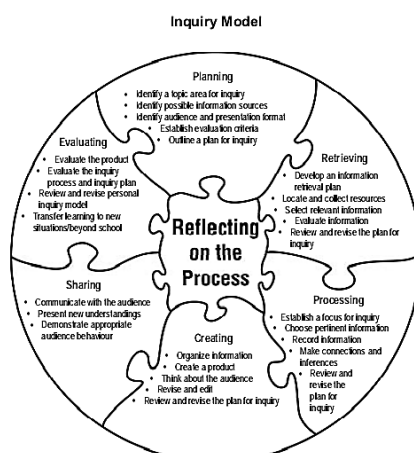 Inquiry Model
Planning
• Identify a topic area for inquiry
• Identify possible information sources
• Identify audience and presentation format
• Establish evaluation criteria
• Outline a plan for inquiry
Retrieving
• Develop an information
retrieval plan
• Locate and collect resources
• Select relevant information
• Evaluate information
• Review and revise the plan for
inquiry
Processing
• Establish a focus for inquiry
• Choose pertinent information
• Record information
• Make connections and
inferences
• Review and
revise the
plan for
inquiry
Creating
• Organize information
• Create a product
• Think about the audience
• Revise and edit
• Review and revise the plan for inquiry
Sharing
• Communicate with the audience
• Present new understandings
• Demonstrate appropriate
audience behaviour
Evaluating
• Evaluate the product
• Evaluate the inquiry
process and inquiry plan
• Review and revise personal
inquiry model
• Transfer learning to new
situations/beyond school
Reflecting
on the
Process